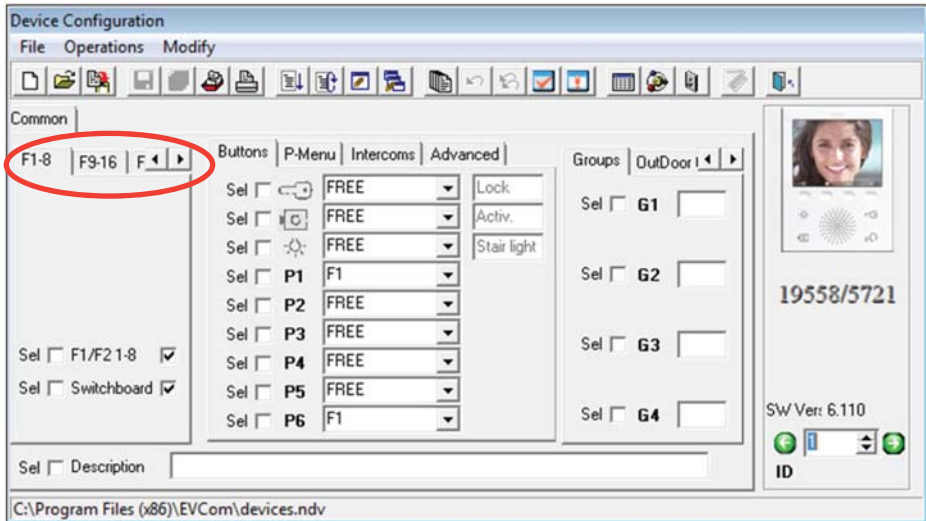 Device Configuration
File Operations Modify
Common
F1-8 F9-16 F
Buttons P-Menu Intercoms Advanced
Groups OutDoor
Sel FREE Lock
Sel FREE Activ.
Sel FREE Stair light
Sel P1 F1
Sel P2 FREE
Sel P3 FREE
Sel P4 FREE
Sel P5 FREE
Sel P6 F1
Sel G1
Sel G2
Sel G3
Sel G4
Sel F1/F2 1-8
Sel Switchboard
Sel Description
19558/5721
SW Ver: 6.110
1
ID
C:\Program Files (x86)\EVCom\devices.ndv